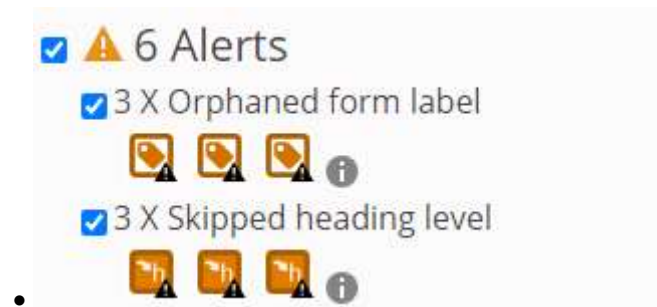 6 Alerts
3 X Orphaned form label
3 X Skipped heading level